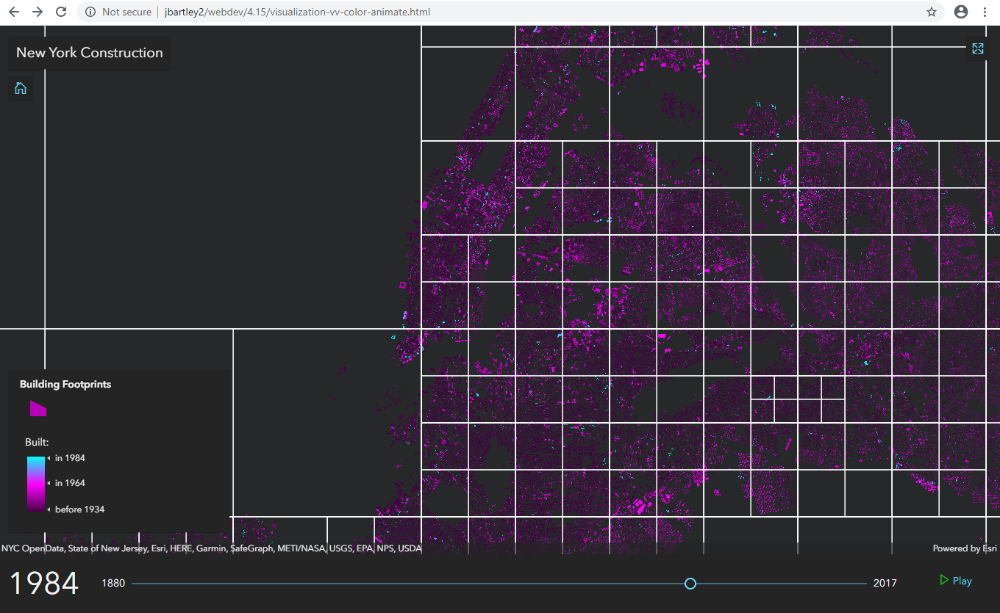 Not secure | jbartley2/webdev/4.15/visualization-vv-color-animate.html
New York Construction
Building Footprints
Built:
in 1984
in 1964
before 1934
NYC OpenData, State of New Jersey, Esri, HERE, Garmin, SafeGraph, METI/NASA, USGS, EPA, NPS, USDA
Powered by Esri
1984
1880
2017
Play